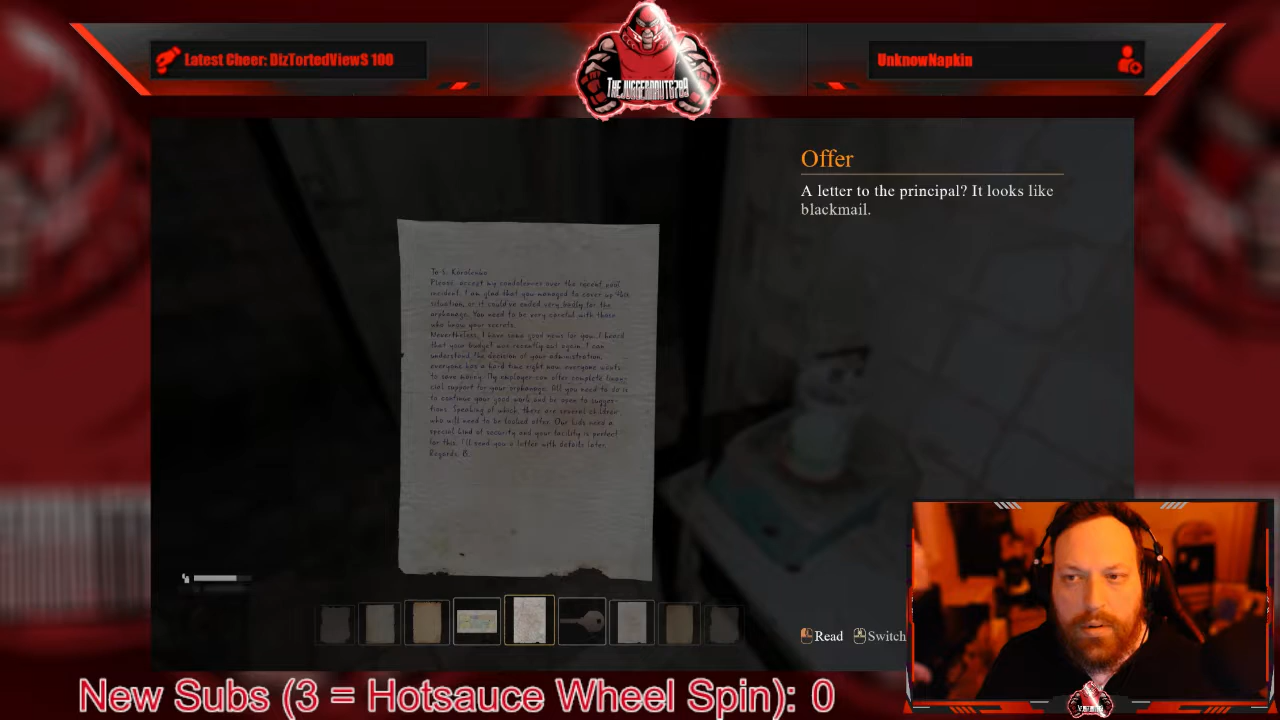 Latest Cheer: DizTortedViewS 100
THEJUGGERNAUT6789
UnknowNapkin
Offer
A letter to the principal? It looks like
blackmail.
Please accept my condolences over the recent pool
incident. I am glad that you managed to cover up this
situation, or it could've ended very badly for the
orphanage. You need to be very careful with those
who know your secrets.
Nevertheless, I have some good news for you. I heard
that your budget was recently cut again. I can
understand the decision of your administration,
everyone has a hard time right now, everyone wants
to save money. My employer can offer complete finan-
cial support for your orphanage. All you need to do is
to continue your good work and be open to sugges-
tions. Speaking of which, there are several children
who will need to be looked after. Our kids need a
special kind of security and your facility is perfect
for this. I'll send you a letter with details later.
Regards, B.
Read Switch
New Subs (3 = Hotsauce Wheel Spin): 0